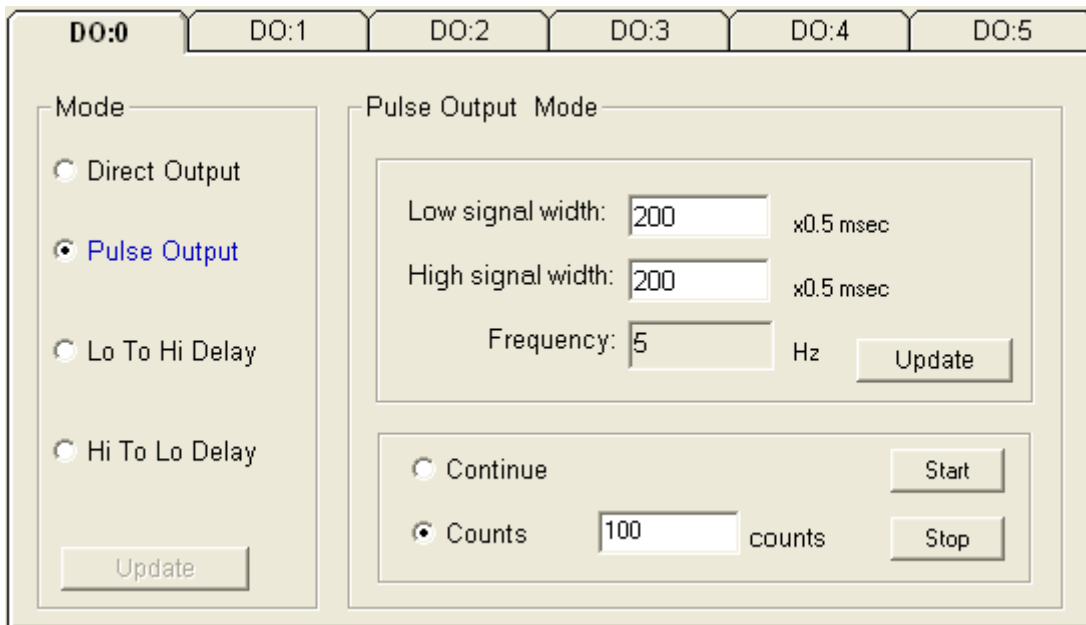 DO:0 DO:1 DO:2 DO:3 DO:4 DO:5
Mode
Direct Output
Pulse Output
Lo To Hi Delay
Hi To Lo Delay
Update
Pulse Output Mode
Low signal width: 200 x0.5 msec
High signal width: 200 x0.5 msec
Frequency: 5 Hz Update
Continue Start
Counts 100 counts Stop